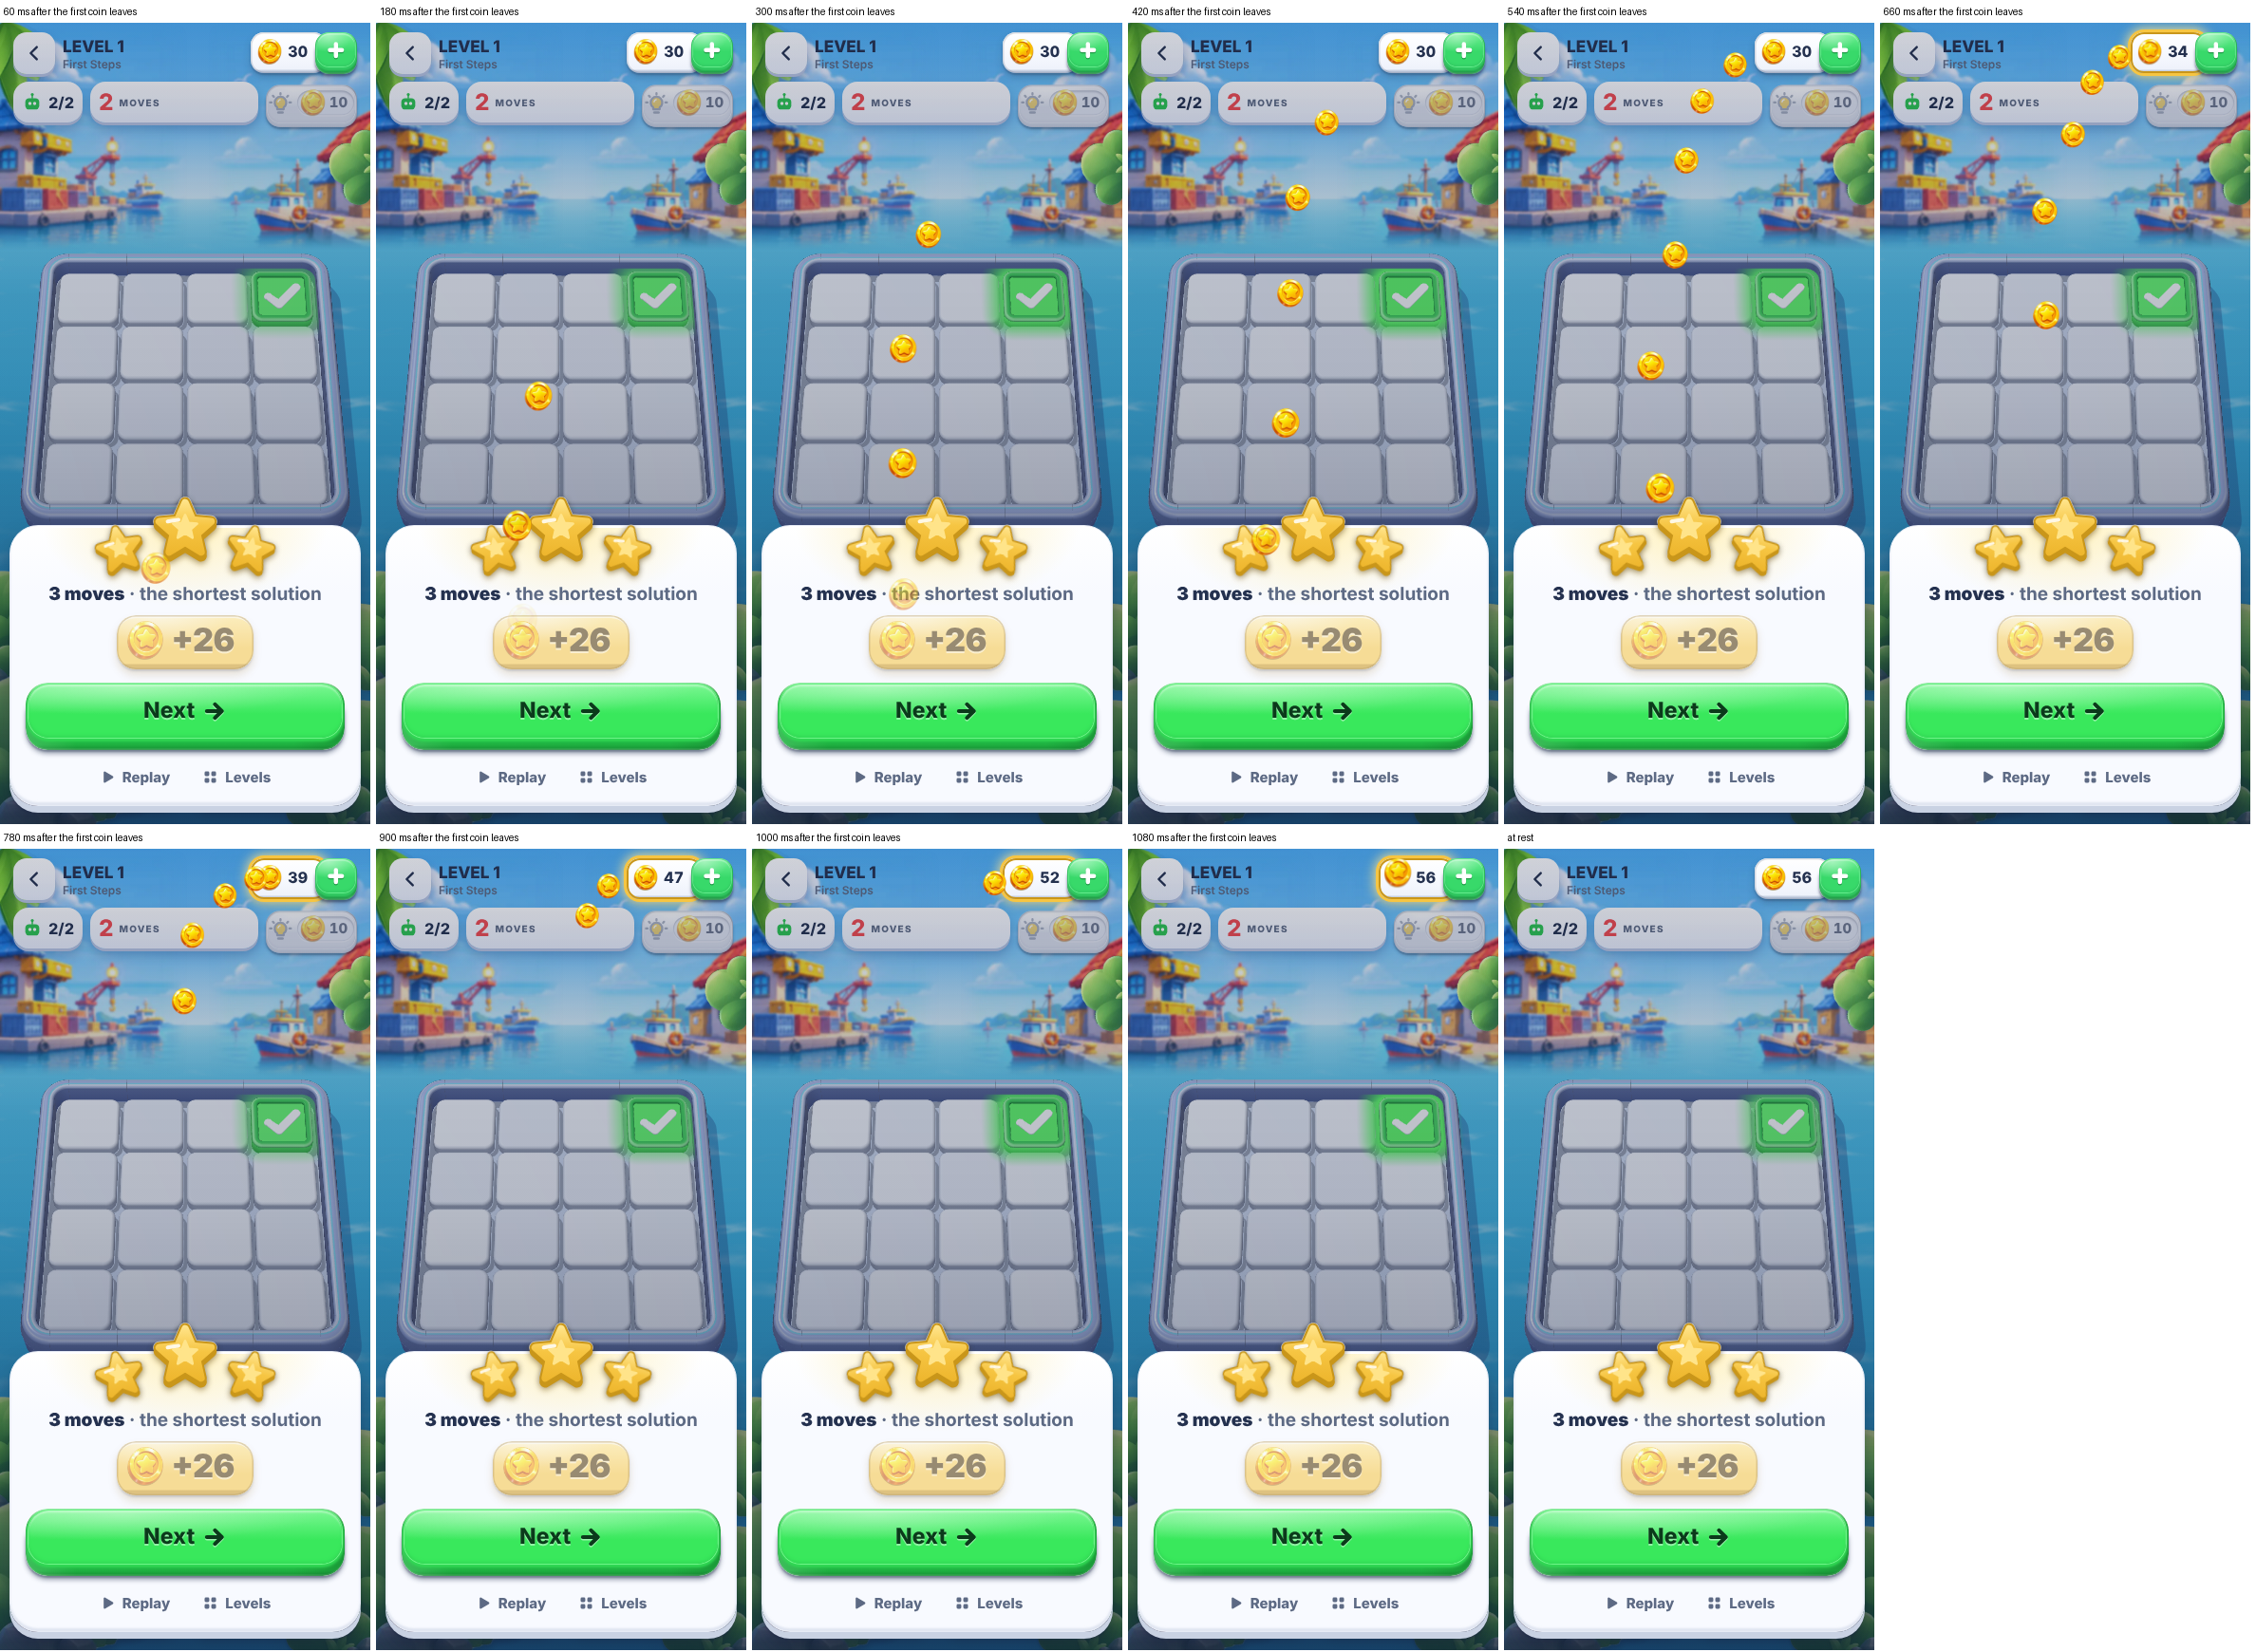 60 ms after the first coin leaves
LEVEL 1
First Steps
30
2/2
2 MOVES
10
3 moves · the shortest solution
+26
Next →
Replay
Levels
180 ms after the first coin leaves
LEVEL 1
First Steps
30
2/2
2 MOVES
10
3 moves · the shortest solution
+26
Next →
Replay
Levels
300 ms after the first coin leaves
LEVEL 1
First Steps
30
2/2
2 MOVES
10
3 moves · the shortest solution
+26
Next →
Replay
Levels
420 ms after the first coin leaves
LEVEL 1
First Steps
30
2/2
2 MOVES
10
3 moves · the shortest solution
+26
Next →
Replay
Levels
540 ms after the first coin leaves
LEVEL 1
First Steps
30
2/2
2 MOVES
10
3 moves · the shortest solution
+26
Next →
Replay
Levels
660 ms after the first coin leaves
LEVEL 1
First Steps
34
2/2
2 MOVES
10
3 moves · the shortest solution
+26
Next →
Replay
Levels
780 ms after the first coin leaves
LEVEL 1
First Steps
39
2/2
2 MOVES
10
3 moves · the shortest solution
+26
Next →
Replay
Levels
900 ms after the first coin leaves
LEVEL 1
First Steps
47
2/2
2 MOVES
10
3 moves · the shortest solution
+26
Next →
Replay
Levels
1000 ms after the first coin leaves
LEVEL 1
First Steps
52
2/2
2 MOVES
10
3 moves · the shortest solution
+26
Next →
Replay
Levels
1080 ms after the first coin leaves
LEVEL 1
First Steps
56
2/2
2 MOVES
10
3 moves · the shortest solution
+26
Next →
Replay
Levels
at rest
LEVEL 1
First Steps
56
2/2
2 MOVES
10
3 moves · the shortest solution
+26
Next →
Replay
Levels